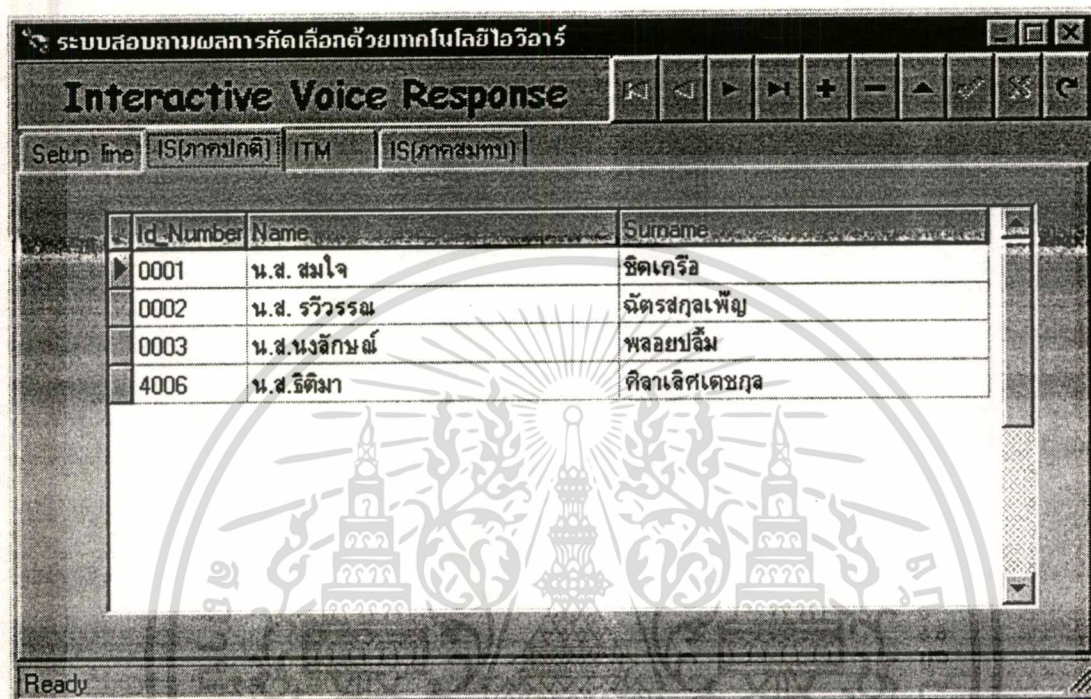 ระบบสอบถามผลการคัดเลือกด้วยเทคโนโลยีไอวีอาร์
Interactive Voice Response
Setup line IS(ภาคปกติ) ITM IS(ภาคสมทบ)
Id_Number Name Surname
0001 น.ส. สมใจ ชิดเครือ
0002 น.ส. รวีวรรณ ฉัตรสกุลเพ็ญ
0003 น.ส.นงลักษณ์ พลอยปลื้ม
4006 น.ส.ธิติมา ศิลาเลิศเดชกุล
Ready